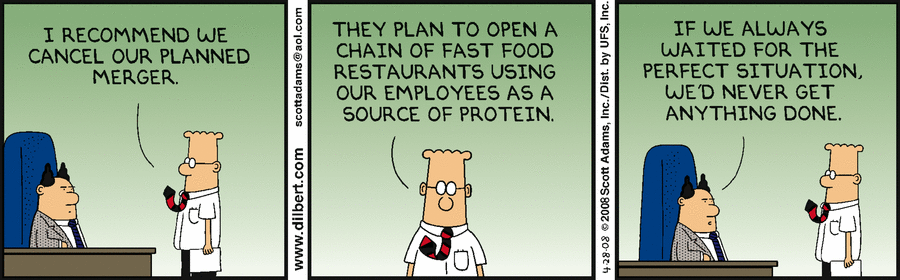 I RECOMMEND WE
CANCEL OUR PLANNED
MERGER.
www.dilbert.com
scottadams@aol.com
THEY PLAN TO OPEN A
CHAIN OF FAST FOOD
RESTAURANTS USING
OUR EMPLOYEES AS A
SOURCE OF PROTEIN.
4-28-08 © 2008 Scott Adams, Inc./Dist. by UFS, Inc.
IF WE ALWAYS
WAITED FOR THE
PERFECT SITUATION,
WE'D NEVER GET
ANYTHING DONE.